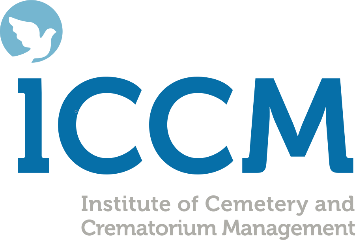 iCCM
Institute of Cemetery and
Crematorium Management